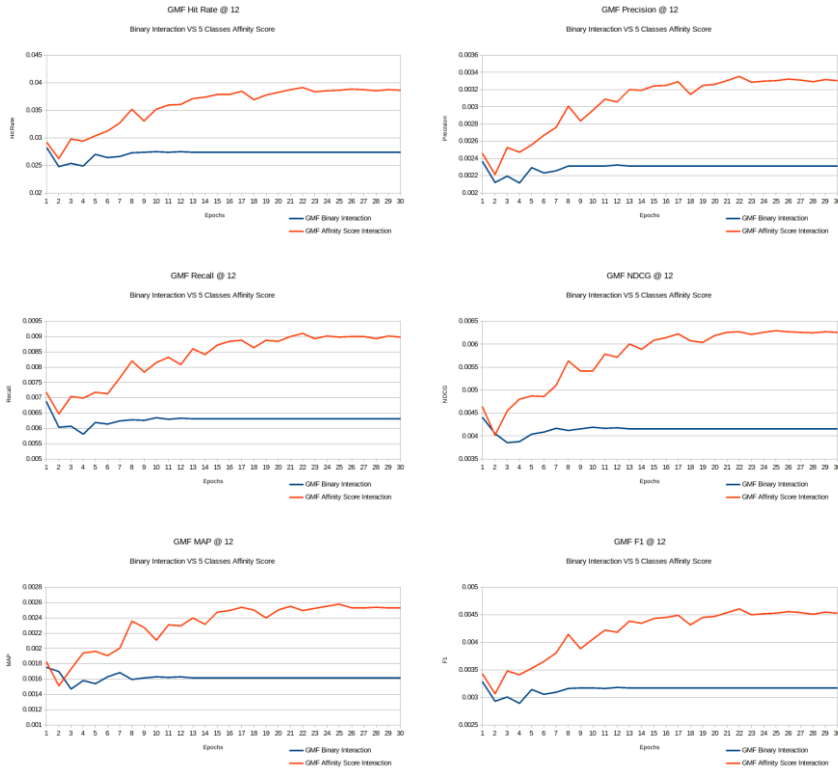 GMF Hit Rate @ 12
Binary Interaction VS 5 Classes Affinity Score
0.045
0.04
0.035
0.03
0.025
0.02
Hit Rate
1 2 3 4 5 6 7 8 9 10 11 12 13 14 15 16 17 18 19 20 21 22 23 24 25 26 27 28 29 30
Epochs
GMF Binary Interaction
GMF Affinity Score Interaction
GMF Precision @ 12
Binary Interaction VS 5 Classes Affinity Score
0.0036
0.0034
0.0032
0.003
0.0028
0.0026
0.0024
0.0022
0.002
Precision
1 2 3 4 5 6 7 8 9 10 11 12 13 14 15 16 17 18 19 20 21 22 23 24 25 26 27 28 29 30
Epochs
GMF Binary Interaction
GMF Affinity Score Interaction
GMF Recall @ 12
Binary Interaction VS 5 Classes Affinity Score
0.0095
0.009
0.0085
0.008
0.0075
0.007
0.0065
0.006
0.0055
0.005
Recall
1 2 3 4 5 6 7 8 9 10 11 12 13 14 15 16 17 18 19 20 21 22 23 24 25 26 27 28 29 30
Epochs
GMF Binary Interaction
GMF Affinity Score Interaction
GMF NDCG @ 12
Binary Interaction VS 5 Classes Affinity Score
0.0065
0.006
0.0055
0.005
0.0045
0.004
0.0035
NDCG
1 2 3 4 5 6 7 8 9 10 11 12 13 14 15 16 17 18 19 20 21 22 23 24 25 26 27 28 29 30
Epochs
GMF Binary Interaction
GMF Affinity Score Interaction
GMF MAP @ 12
Binary Interaction VS 5 Classes Affinity Score
0.0028
0.0026
0.0024
0.0022
0.002
0.0018
0.0016
0.0014
0.0012
0.001
MAP
1 2 3 4 5 6 7 8 9 10 11 12 13 14 15 16 17 18 19 20 21 22 23 24 25 26 27 28 29 30
Epochs
GMF Binary Interaction
GMF Affinity Score Interaction
GMF F1 @ 12
Binary Interaction VS 5 Classes Affinity Score
0.005
0.0045
0.004
0.0035
0.003
0.0025
F1
1 2 3 4 5 6 7 8 9 10 11 12 13 14 15 16 17 18 19 20 21 22 23 24 25 26 27 28 29 30
Epochs
GMF Binary Interaction
GMF Affinity Score Interaction